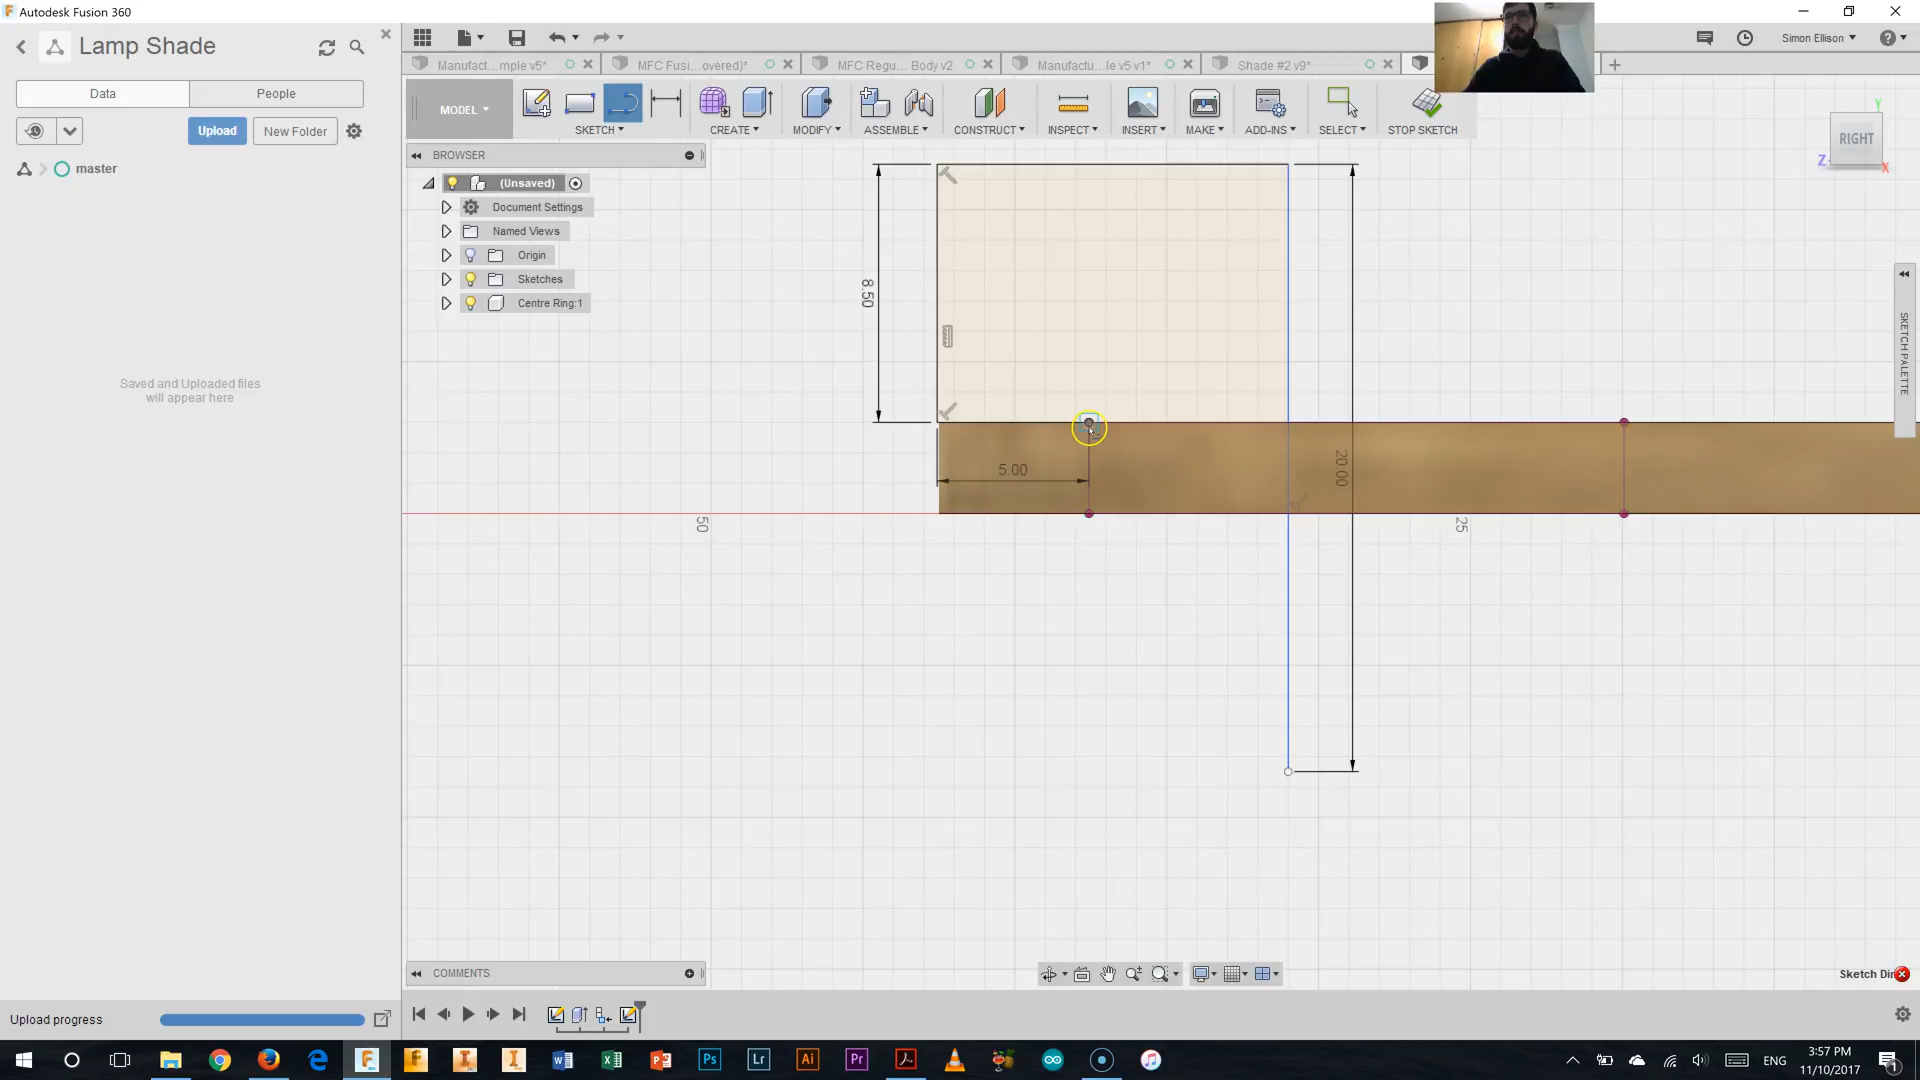 Autodesk Fusion 360
Lamp Shade
Simon Ellison
Manufact...mple v5*
MFC Fusi...overed)*
MFC Regu... Body v2
Manufactu...le v5 v1*
Shade #2 v9*
Data
People
MODEL
SKETCH
CREATE
MODIFY
ASSEMBLE
CONSTRUCT
INSPECT
INSERT
MAKE
ADD-INS
SELECT
STOP SKETCH
Upload
New Folder
master
BROWSER
(Unsaved)
Document Settings
Named Views
Origin
Sketches
Centre Ring:1
RIGHT
Y
Z
X
SKETCH PALETTE
8.50
5.00
20.00
50
25
Saved and Uploaded files
will appear here
COMMENTS
Sketch Di
Upload progress
ENG
3:57 PM
11/10/2017